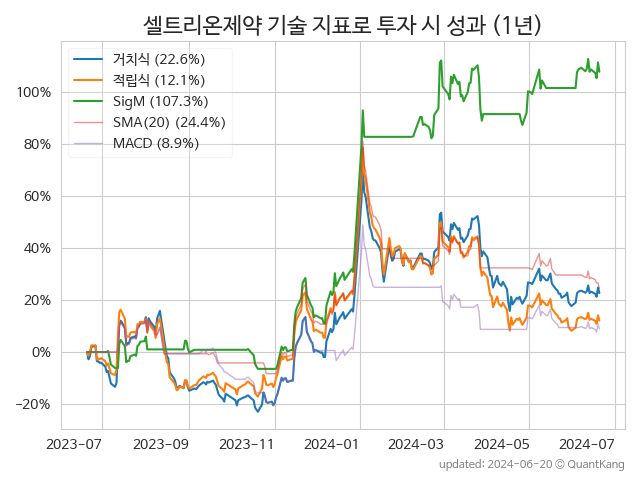 셀트리온제약 기술 지표로 투자 시 성과 (1년)
거치식 (22.6%)
적립식 (12.1%)
SigM (107.3%)
SMA(20) (24.4%)
MACD (8.9%)
100%
80%
60%
40%
20%
0%
−20%
2023-07
2023-09
2023-11
2024-01
2024-03
2024-05
2024-07
updated: 2024-06-20 © QuantKang